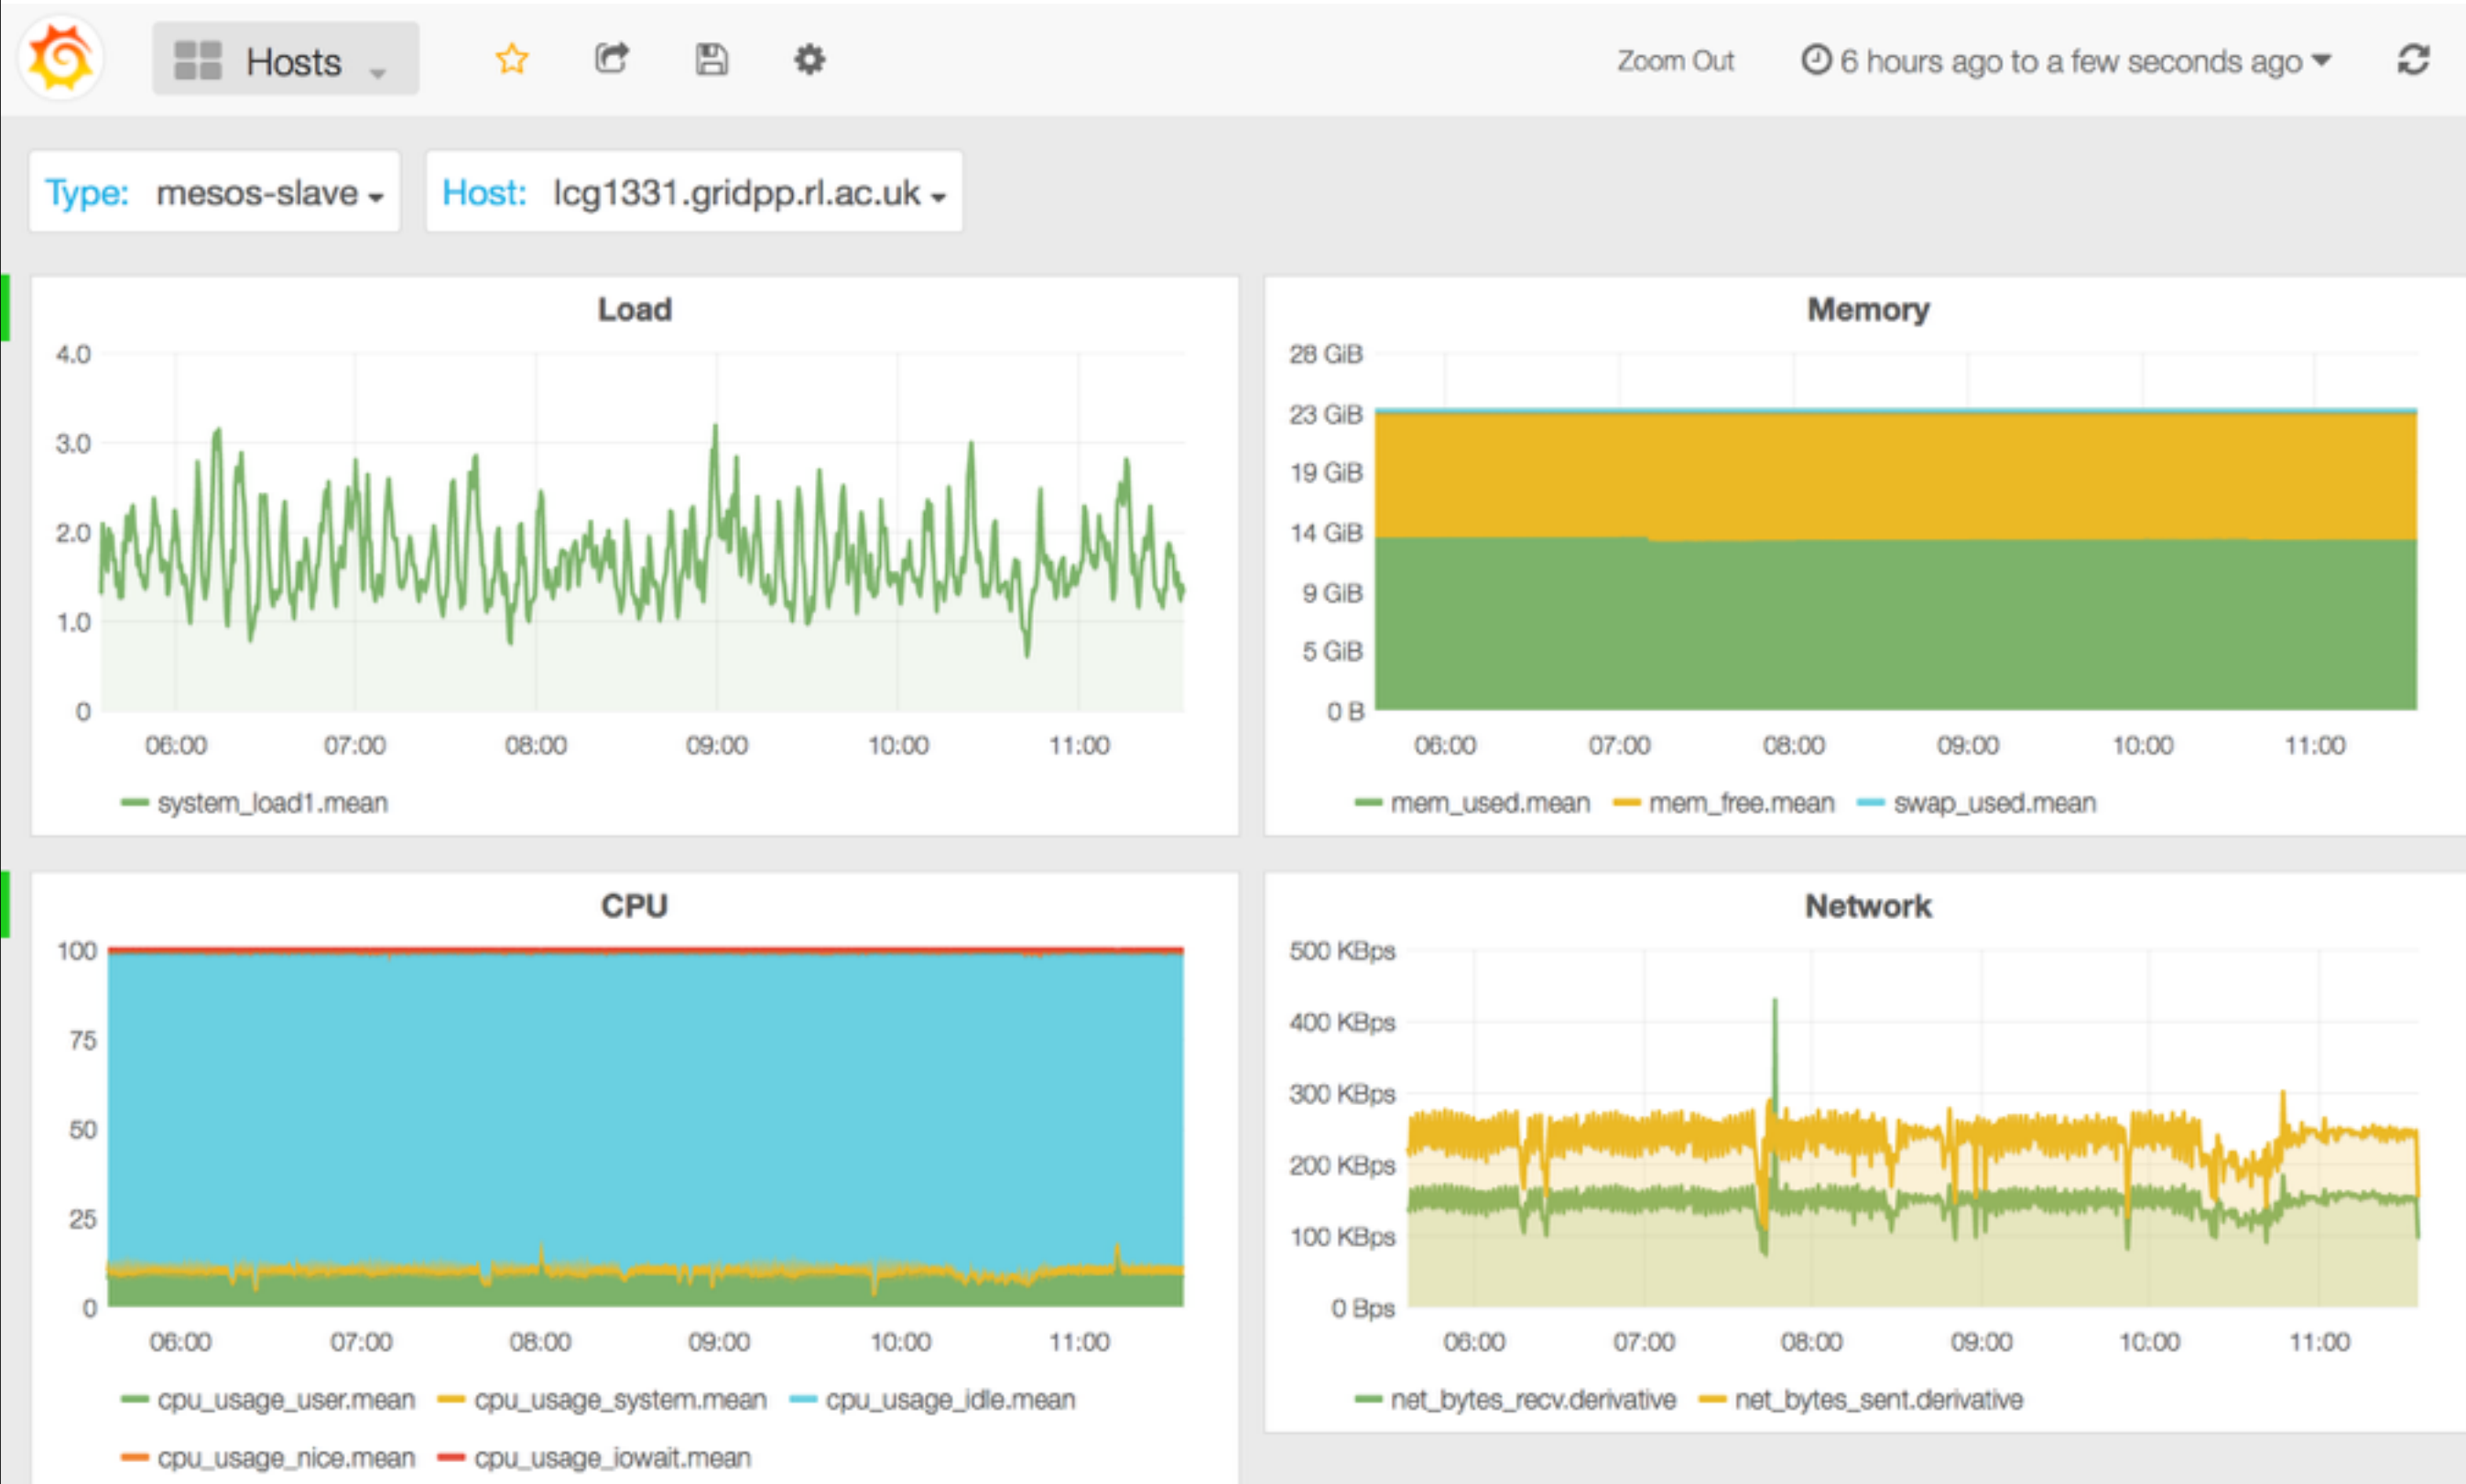 Hosts
Zoom Out
6 hours ago to a few seconds ago
Type: mesos-slave
Host: lcg1331.gridpp.rl.ac.uk
Load
4.0
3.0
2.0
1.0
0
06:00 07:00 08:00 09:00 10:00 11:00
system_load1.mean
Memory
28 GiB
23 GiB
19 GiB
14 GiB
9 GiB
5 GiB
0 B
06:00 07:00 08:00 09:00 10:00 11:00
mem_used.mean mem_free.mean swap_used.mean
CPU
100
75
50
25
0
06:00 07:00 08:00 09:00 10:00 11:00
cpu_usage_user.mean cpu_usage_system.mean cpu_usage_idle.mean
cpu_usage_nice.mean cpu_usage_iowait.mean
Network
500 KBps
400 KBps
300 KBps
200 KBps
100 KBps
0 Bps
06:00 07:00 08:00 09:00 10:00 11:00
net_bytes_recv.derivative net_bytes_sent.derivative